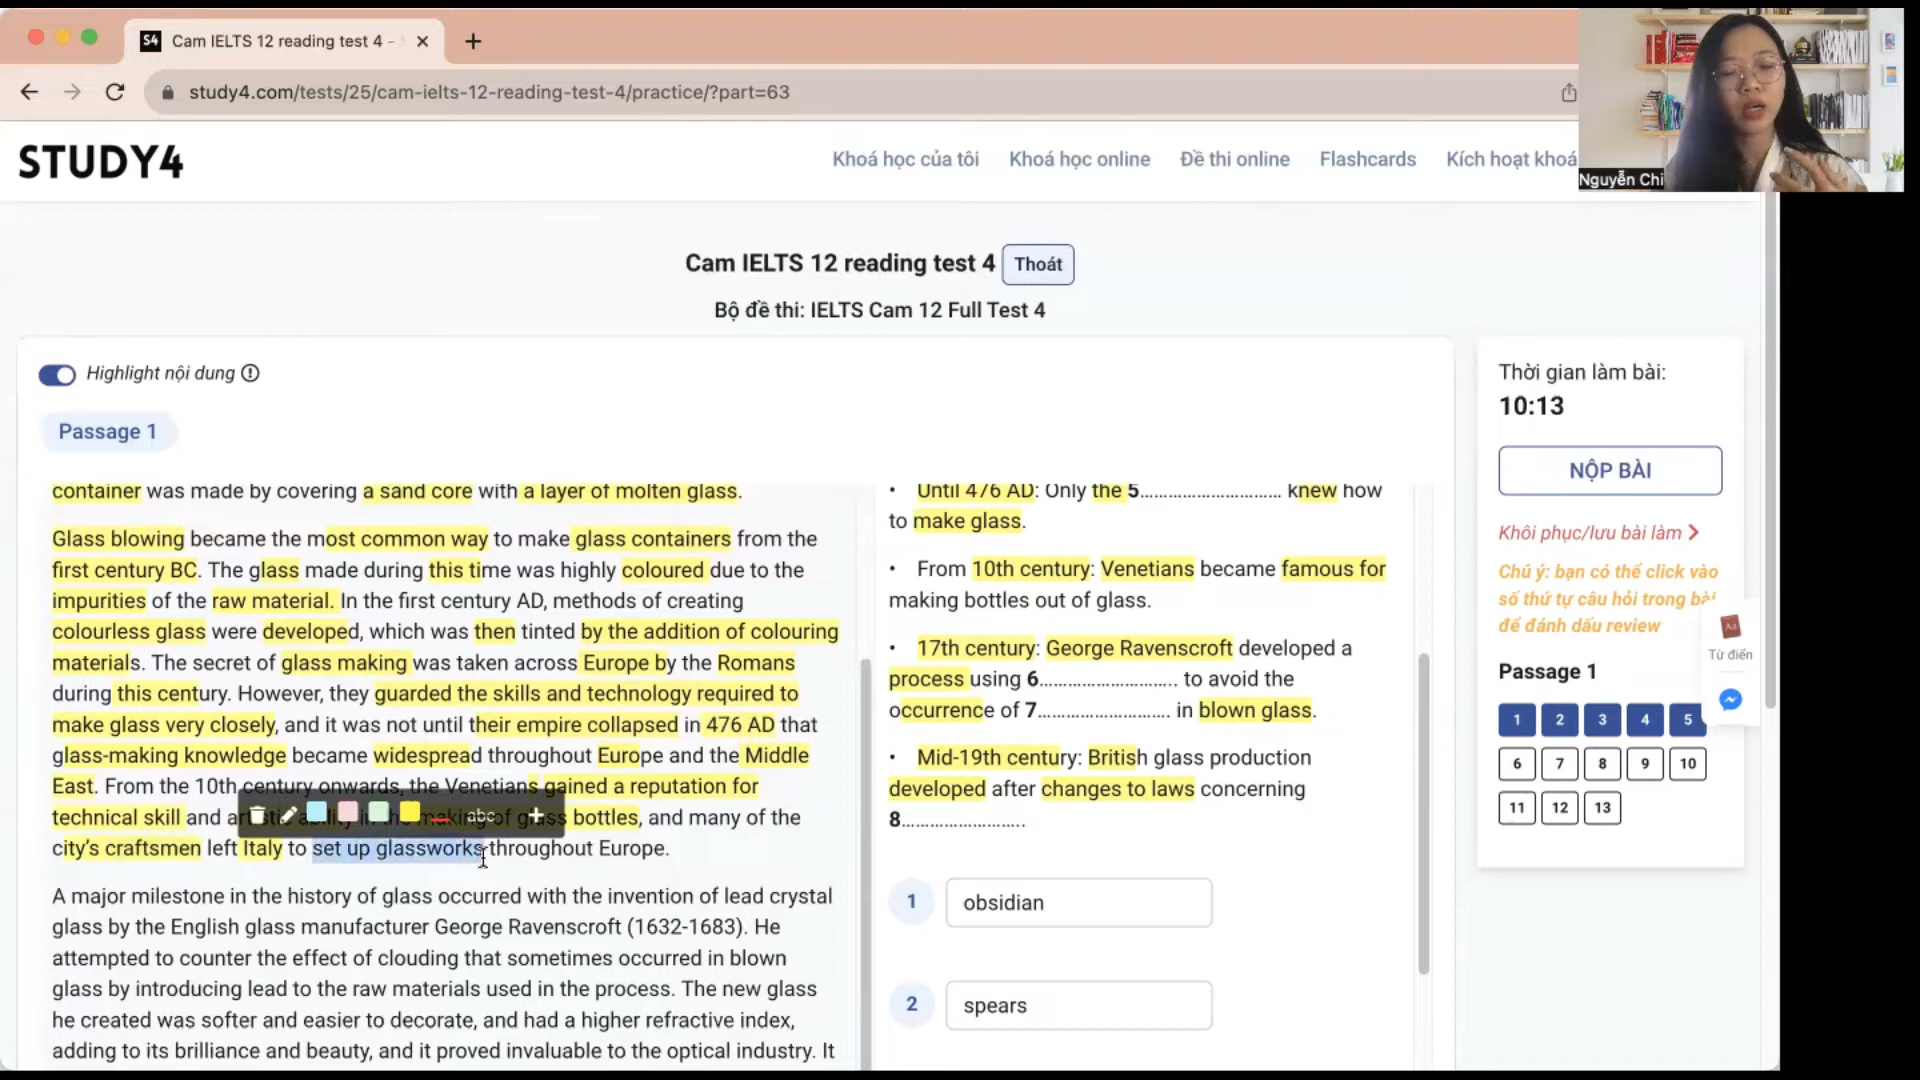 S4 Cam IELTS 12 reading test 4 -
study4.com/tests/25/cam-ielts-12-reading-test-4/practice/?part=63
STUDY4
Khoá học của tôi
Khoá học online
Đề thi online
Flashcards
Kích hoạt khoá
Nguyễn Chi
Cam IELTS 12 reading test 4
Thoát
Bộ đề thi: IELTS Cam 12 Full Test 4
Highlight nội dung
Passage 1
container was made by covering a sand core with a layer of molten glass.
Glass blowing became the most common way to make glass containers from the
first century BC. The glass made during this time was highly coloured due to the
impurities of the raw material. In the first century AD, methods of creating
colourless glass were developed, which was then tinted by the addition of colouring
materials. The secret of glass making was taken across Europe by the Romans
during this century. However, they guarded the skills and technology required to
make glass very closely, and it was not until their empire collapsed in 476 AD that
glass-making knowledge became widespread throughout Europe and the Middle
East. From the 10th century onwards, the Venetians gained a reputation for
technical skill and artistic ability in the making of glass bottles, and many of the
abc
city's craftsmen left Italy to set up glassworks throughout Europe.
A major milestone in the history of glass occurred with the invention of lead crystal
glass by the English glass manufacturer George Ravenscroft (1632-1683). He
attempted to counter the effect of clouding that sometimes occurred in blown
glass by introducing lead to the raw materials used in the process. The new glass
he created was softer and easier to decorate, and had a higher refractive index,
adding to its brilliance and beauty, and it proved invaluable to the optical industry. It
• Until 476 AD: Only the 5.............................. knew how
to make glass.
• From 10th century: Venetians became famous for
making bottles out of glass.
• 17th century: George Ravenscroft developed a
process using 6.............................. to avoid the
occurrence of 7............................ in blown glass.
• Mid-19th century: British glass production
developed after changes to laws concerning
8..........................
1 obsidian
2 spears
Thời gian làm bài:
10:13
NỘP BÀI
Khôi phục/lưu bài làm
Chú ý: bạn có thể click vào
số thứ tự câu hỏi trong bài
để đánh dấu review
Từ điển
Passage 1
1 2 3 4 5
6 7 8 9 10
11 12 13